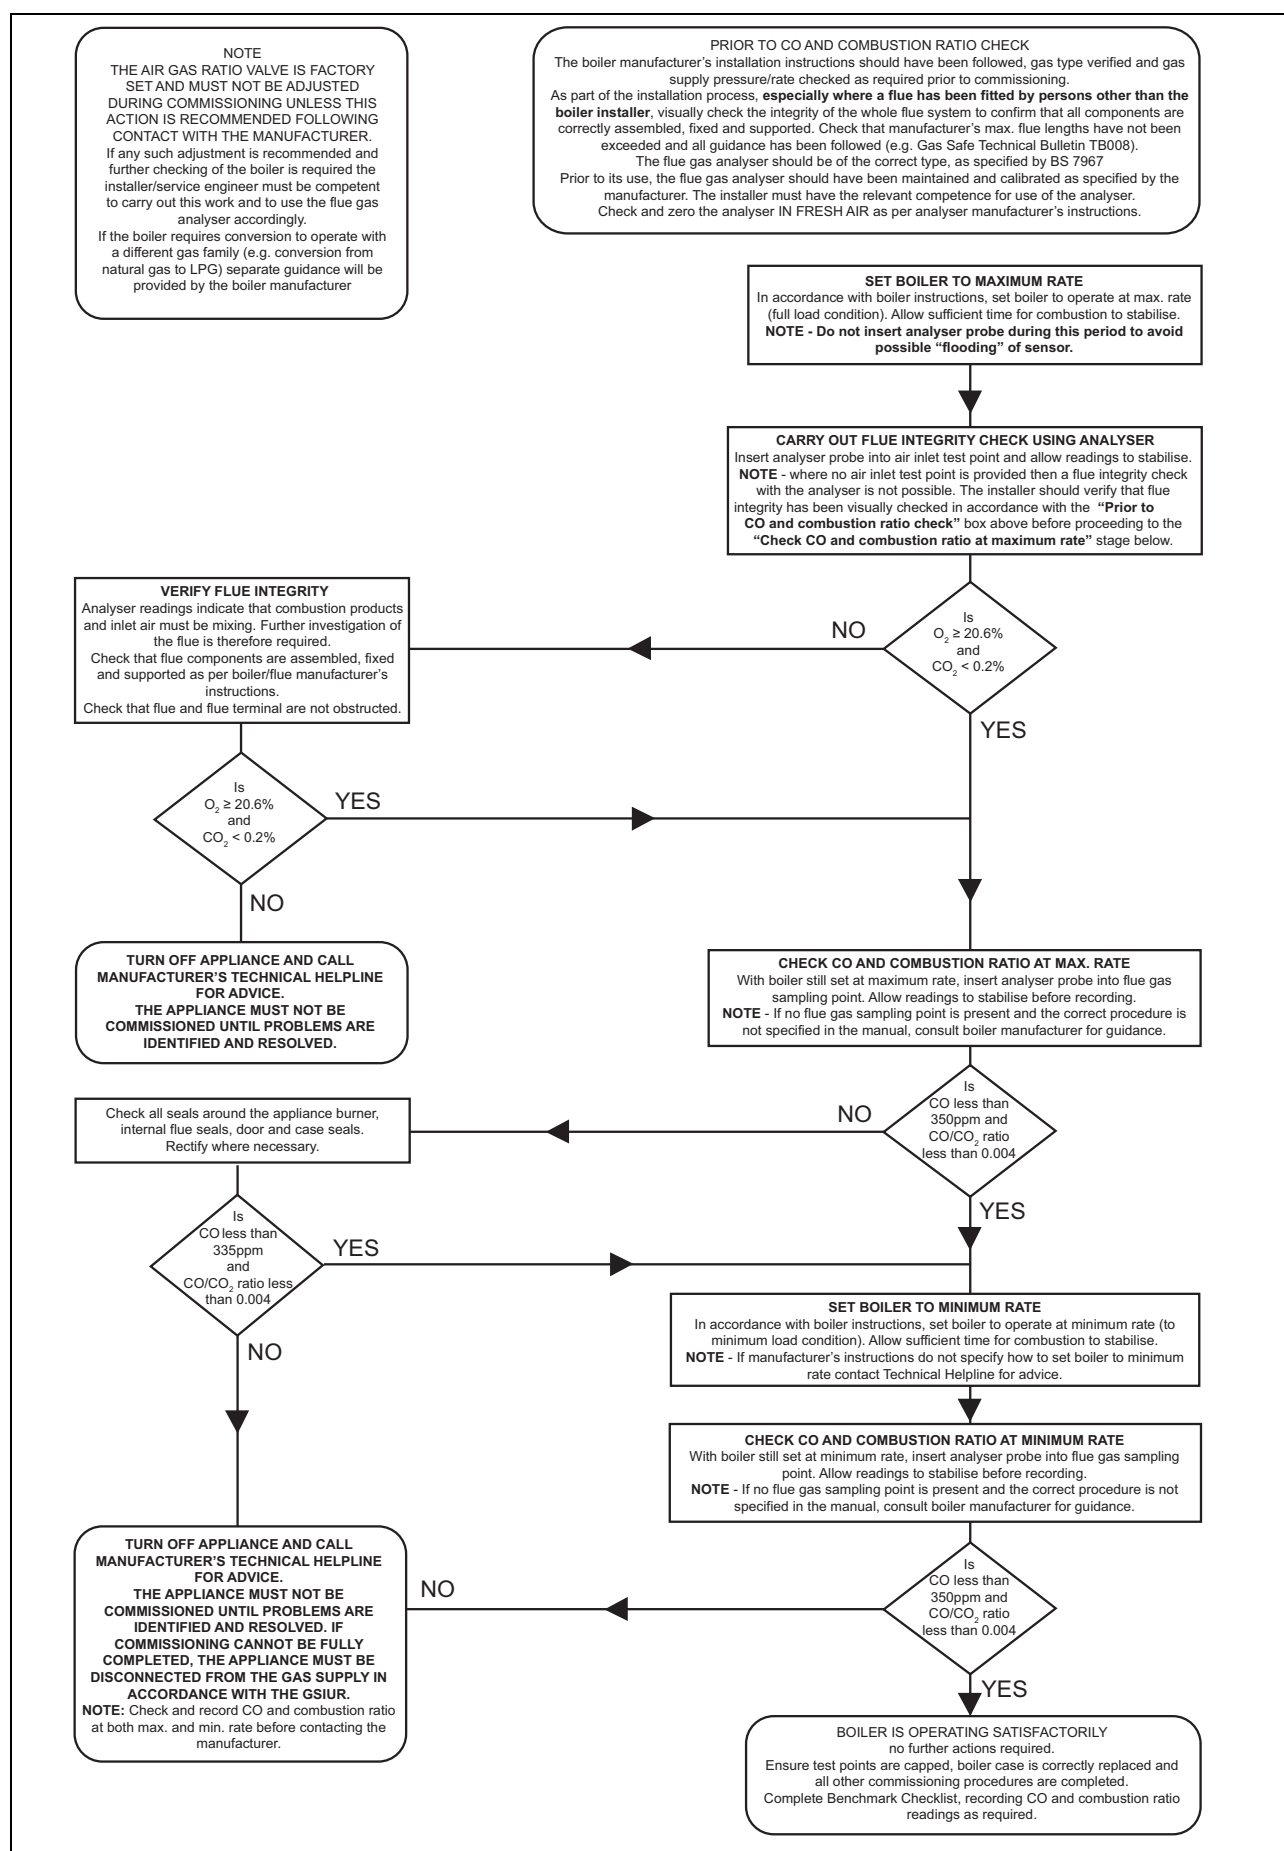 NOTE
THE AIR GAS RATIO VALVE IS FACTORY
SET AND MUST NOT BE ADJUSTED
DURING COMMISSIONING UNLESS THIS
ACTION IS RECOMMENDED FOLLOWING
CONTACT WITH THE MANUFACTURER.
If any such adjustment is recommended and
further checking of the boiler is required the
installer/service engineer must be competent
to carry out this work and to use the flue gas
analyser accordingly.
If the boiler requires conversion to operate with
a different gas family (e.g. conversion from
natural gas to LPG) separate guidance will be
provided by the boiler manufacturer
PRIOR TO CO AND COMBUSTION RATIO CHECK
The boiler manufacturer's installation instructions should have been followed, gas type verified and gas
supply pressure/rate checked as required prior to commissioning.
As part of the installation process, especially where a flue has been fitted by persons other than the
boiler installer, visually check the integrity of the whole flue system to confirm that all components are
correctly assembled, fixed and supported. Check that manufacturer's max. flue lengths have not been
exceeded and all guidance has been followed (e.g. Gas Safe Technical Bulletin TB008).
The flue gas analyser should be of the correct type, as specified by BS 7967
Prior to its use, the flue gas analyser should have been maintained and calibrated as specified by the
manufacturer. The installer must have the relevant competence for use of the analyser.
Check and zero the analyser IN FRESH AIR as per analyser manufacturer's instructions.
SET BOILER TO MAXIMUM RATE
In accordance with boiler instructions, set boiler to operate at max. rate
(full load condition). Allow sufficient time for combustion to stabilise.
NOTE - Do not insert analyser probe during this period to avoid
possible “flooding” of sensor.
CARRY OUT FLUE INTEGRITY CHECK USING ANALYSER
Insert analyser probe into air inlet test point and allow readings to stabilise.
NOTE - where no air inlet test point is provided then a flue integrity check
with the analyser is not possible. The installer should verify that flue
integrity has been visually checked in accordance with the “Prior to
CO and combustion ratio check” box above before proceeding to the
“Check CO and combustion ratio at maximum rate” stage below.
Is
O₂ ≥ 20.6%
and
CO₂ < 0.2%
NO
YES
VERIFY FLUE INTEGRITY
Analyser readings indicate that combustion products
and inlet air must be mixing. Further investigation of
the flue is therefore required.
Check that flue components are assembled, fixed
and supported as per boiler/flue manufacturer's
instructions.
Check that flue and flue terminal are not obstructed.
Is
O₂ ≥ 20.6%
and
CO₂ < 0.2%
YES
NO
TURN OFF APPLIANCE AND CALL
MANUFACTURER'S TECHNICAL HELPLINE
FOR ADVICE.
THE APPLIANCE MUST NOT BE
COMMISSIONED UNTIL PROBLEMS ARE
IDENTIFIED AND RESOLVED.
CHECK CO AND COMBUSTION RATIO AT MAX. RATE
With boiler still set at maximum rate, insert analyser probe into flue gas
sampling point. Allow readings to stabilise before recording.
NOTE - If no flue gas sampling point is present and the correct procedure is
not specified in the manual, consult boiler manufacturer for guidance.
Is
CO less than
350ppm and
CO/CO₂ ratio
less than 0.004
NO
YES
Check all seals around the appliance burner,
internal flue seals, door and case seals.
Rectify where necessary.
Is
CO less than
335ppm
and
CO/CO₂ ratio less
than 0.004
YES
NO
SET BOILER TO MINIMUM RATE
In accordance with boiler instructions, set boiler to operate at minimum rate (to
minimum load condition). Allow sufficient time for combustion to stabilise.
NOTE - If manufacturer's instructions do not specify how to set boiler to minimum
rate contact Technical Helpline for advice.
CHECK CO AND COMBUSTION RATIO AT MINIMUM RATE
With boiler still set at minimum rate, insert analyser probe into flue gas sampling
point. Allow readings to stabilise before recording.
NOTE - If no flue gas sampling point is present and the correct procedure is not
specified in the manual, consult boiler manufacturer for guidance.
Is
CO less than
350ppm and
CO/CO₂ ratio
less than 0.004
NO
YES
TURN OFF APPLIANCE AND CALL
MANUFACTURER'S TECHNICAL HELPLINE
FOR ADVICE.
THE APPLIANCE MUST NOT BE
COMMISSIONED UNTIL PROBLEMS ARE
IDENTIFIED AND RESOLVED. IF
COMMISSIONING CANNOT BE FULLY
COMPLETED, THE APPLIANCE MUST BE
DISCONNECTED FROM THE GAS SUPPLY IN
ACCORDANCE WITH THE GSIUR.
NOTE: Check and record CO and combustion ratio
at both max. and min. rate before contacting the
manufacturer.
BOILER IS OPERATING SATISFACTORILY
no further actions required.
Ensure test points are capped, boiler case is correctly replaced and
all other commissioning procedures are completed.
Complete Benchmark Checklist, recording CO and combustion ratio
readings as required.